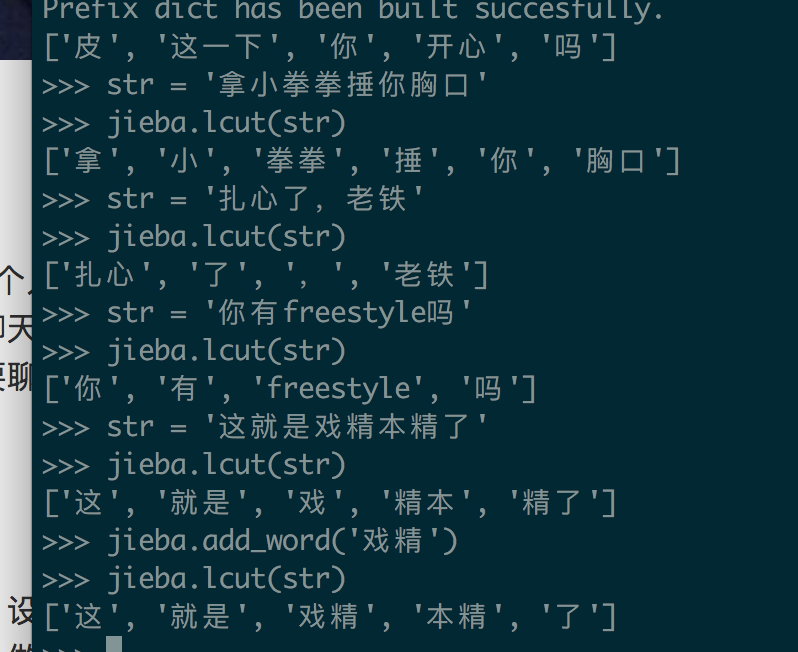 Prefix dict has been built succesfully.
['皮', '这一下', '你', '开心', '吗']
>>> str = '拿小拳拳捶你胸口'
>>> jieba.lcut(str)
['拿', '小', '拳拳', '捶', '你', '胸口']
>>> str = '扎心了，老铁'
>>> jieba.lcut(str)
['扎心', '了', '，', '老铁']
>>> str = '你有freestyle吗'
>>> jieba.lcut(str)
['你', '有', 'freestyle', '吗']
>>> str = '这就是戏精本精了'
>>> jieba.lcut(str)
['这', '就是', '戏', '精本', '精了']
>>> jieba.add_word('戏精')
>>> jieba.lcut(str)
['这', '就是', '戏精', '本精', '了']
>>>
个
天
聊
设